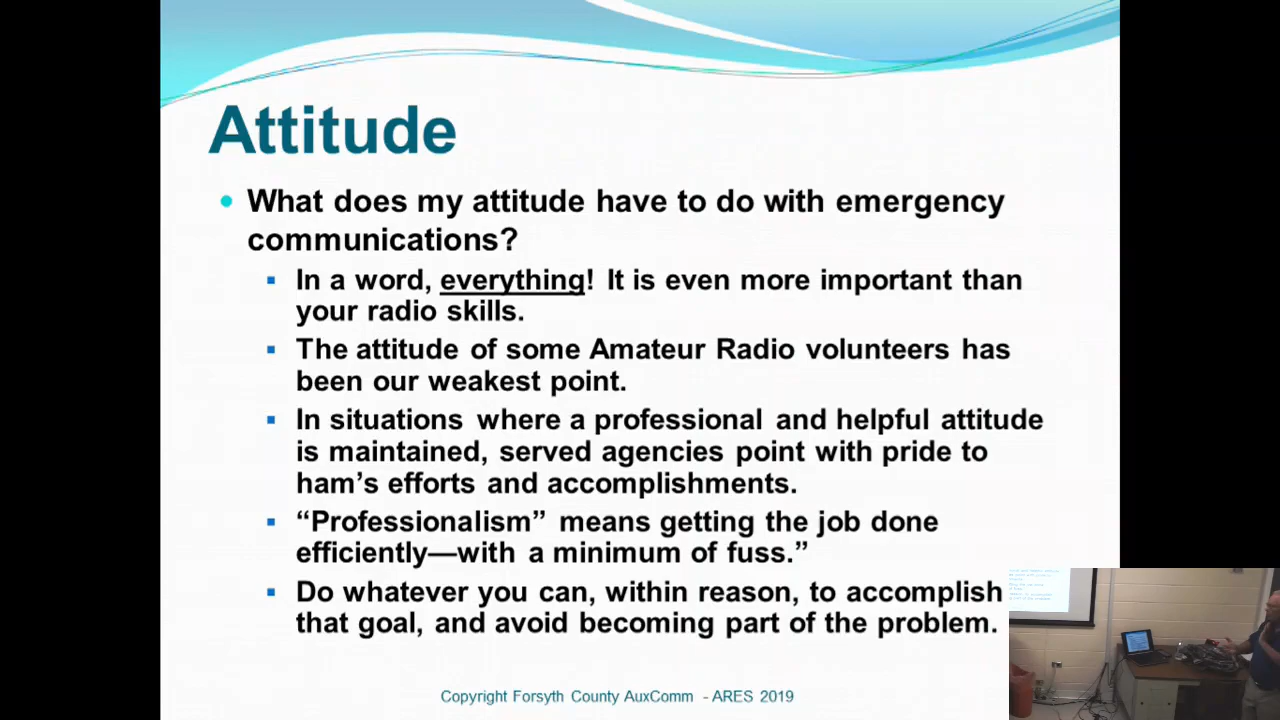 Attitude
What does my attitude have to do with emergency
communications?
In a word, everything! It is even more important than
your radio skills.
The attitude of some Amateur Radio volunteers has
been our weakest point.
In situations where a professional and helpful attitude
is maintained, served agencies point with pride to
ham’s efforts and accomplishments.
“Professionalism” means getting the job done
efficiently—with a minimum of fuss.”
Do whatever you can, within reason, to accomplish
that goal, and avoid becoming part of the problem.
Copyright Forsyth County AuxComm - ARES 2019